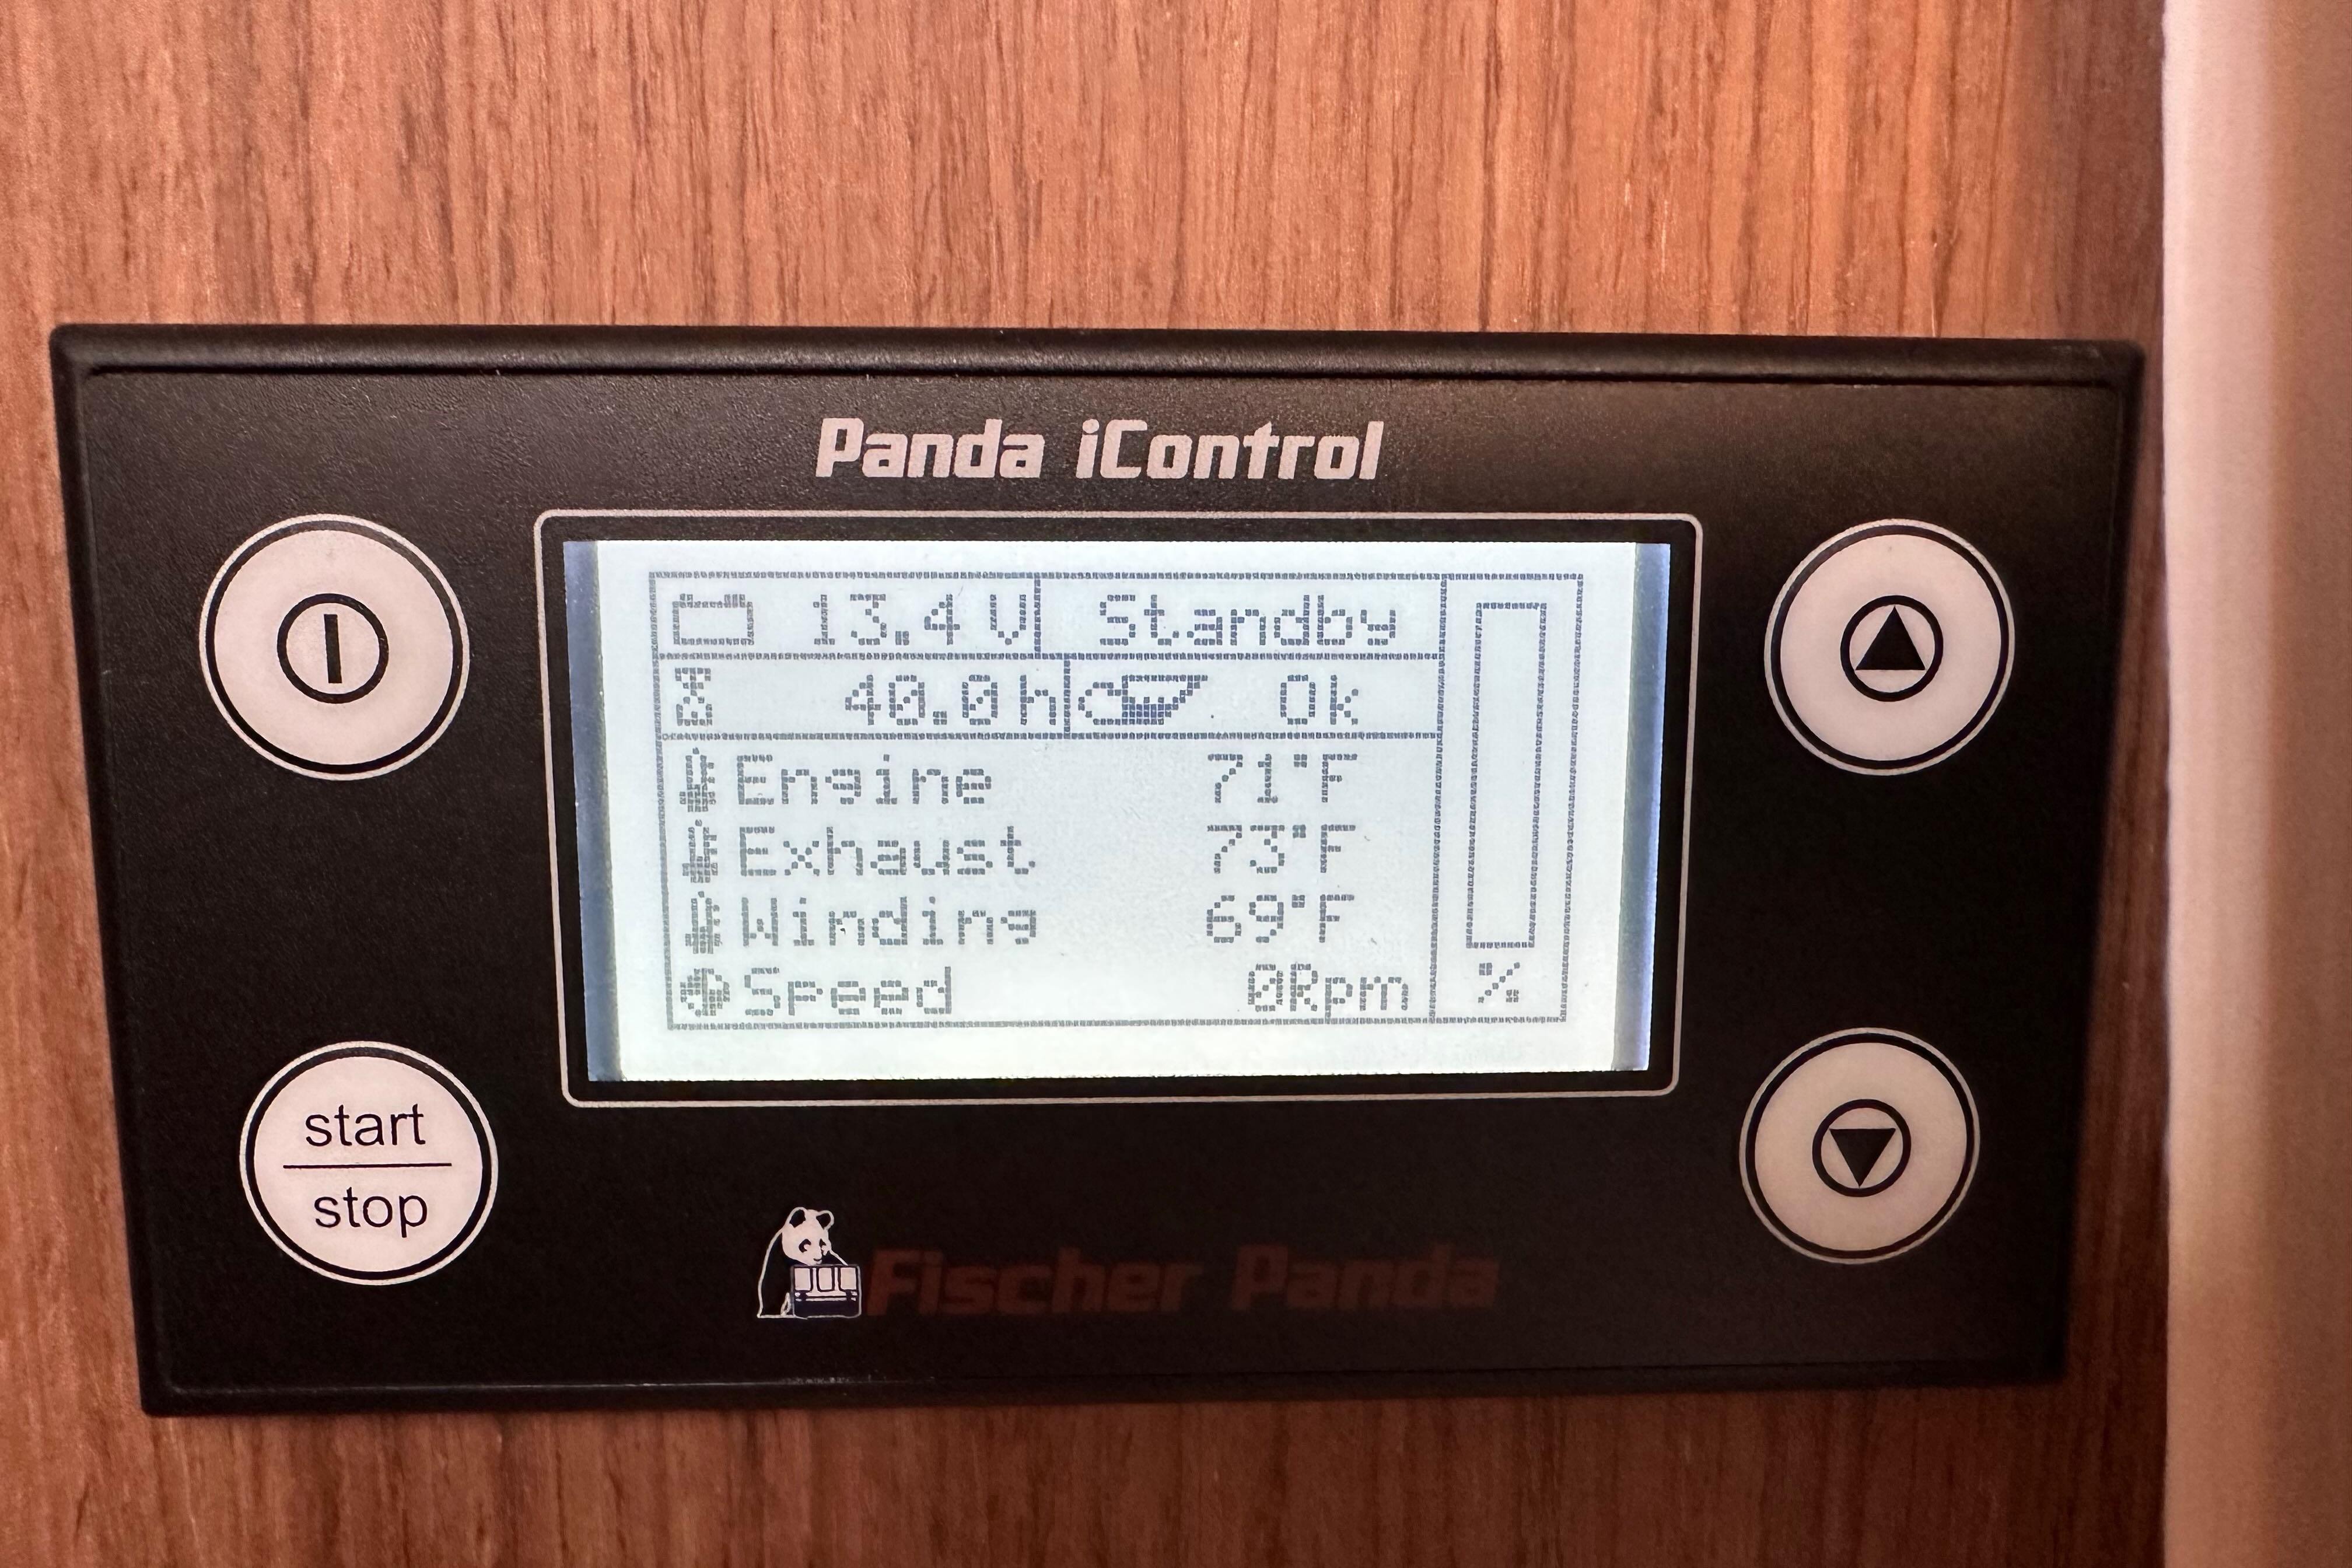 Panda iControl
13.4V Standby
40.0h Ok
Engine 71°F
Exhaust 73°F
Winding 69°F
Speed 0Rpm %
start
stop
Fischer Panda